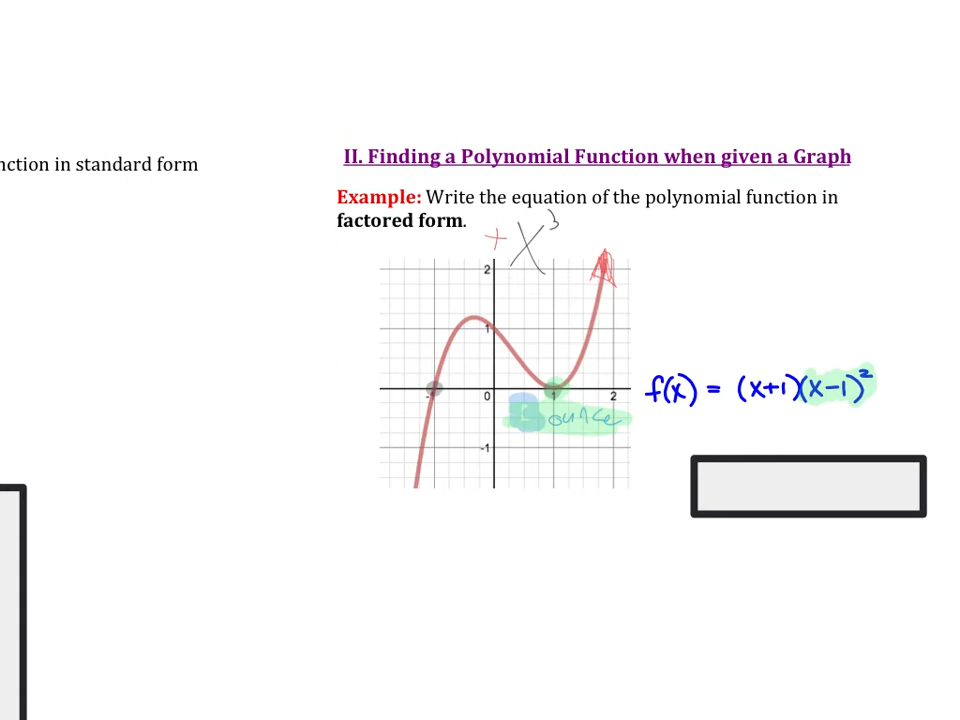 nction in standard form
II. Finding a Polynomial Function when given a Graph
Example: Write the equation of the polynomial function in
factored form.
+X³
2
1
-1 0 1 2
-1
ounce
f(x) = (x+1)(x-1)²